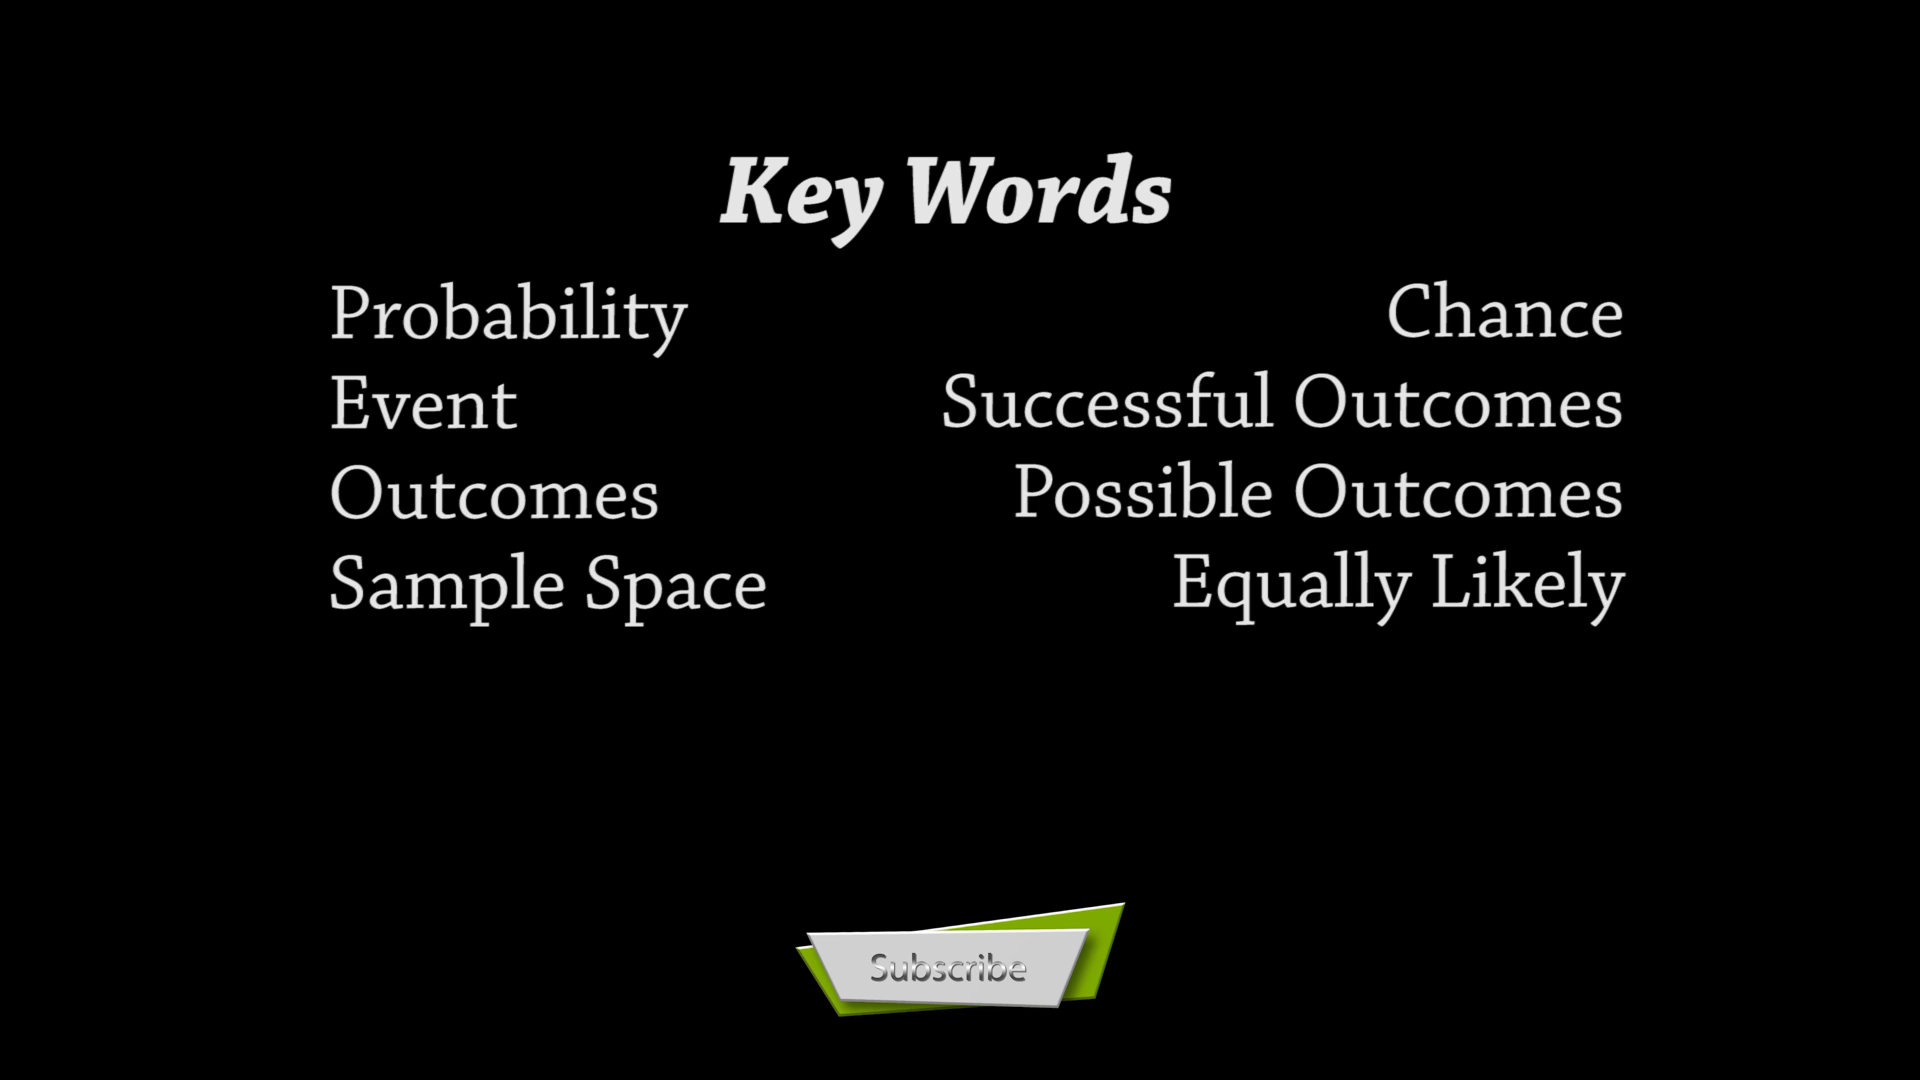 Key Words
Probability
Event
Outcomes
Sample Space
Chance
Successful Outcomes
Possible Outcomes
Equally Likely
Subscribe